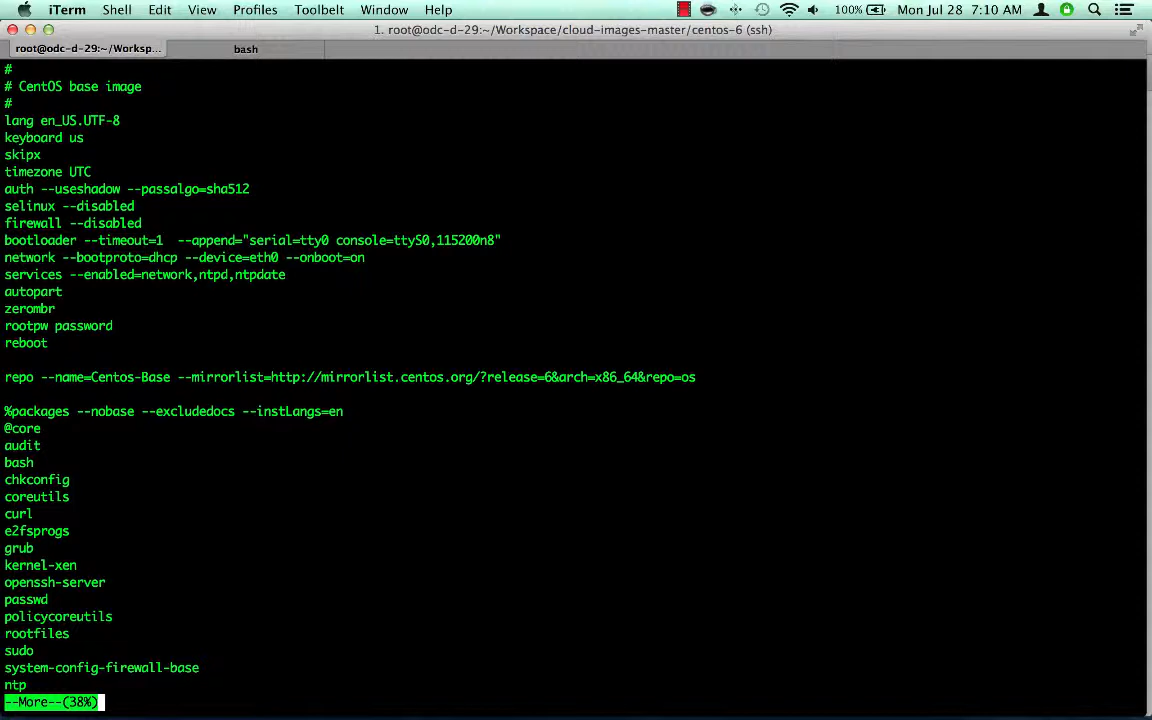 iTerm Shell Edit View Profiles Toolbelt Window Help 100% Mon Jul 28 7:10 AM
1. root@odc-d-29:~/Workspace/cloud-images-master/centos-6 (ssh)
root@odc-d-29:~/Worksp... bash
#
# CentOS base image
#
lang en_US.UTF-8
keyboard us
skipx
timezone UTC
auth --useshadow --passalgo=sha512
selinux --disabled
firewall --disabled
bootloader --timeout=1  --append="serial=tty0 console=ttyS0,115200n8"
network --bootproto=dhcp --device=eth0 --onboot=on
services --enabled=network,ntpd,ntpdate
autopart
zerombr
rootpw password
reboot
repo --name=Centos-Base --mirrorlist=http://mirrorlist.centos.org/?release=6&arch=x86_64&repo=os
%packages --nobase --excludedocs --instLangs=en
@core
audit
bash
chkconfig
coreutils
curl
e2fsprogs
grub
kernel-xen
openssh-server
passwd
policycoreutils
rootfiles
sudo
system-config-firewall-base
ntp
--More--(38%)